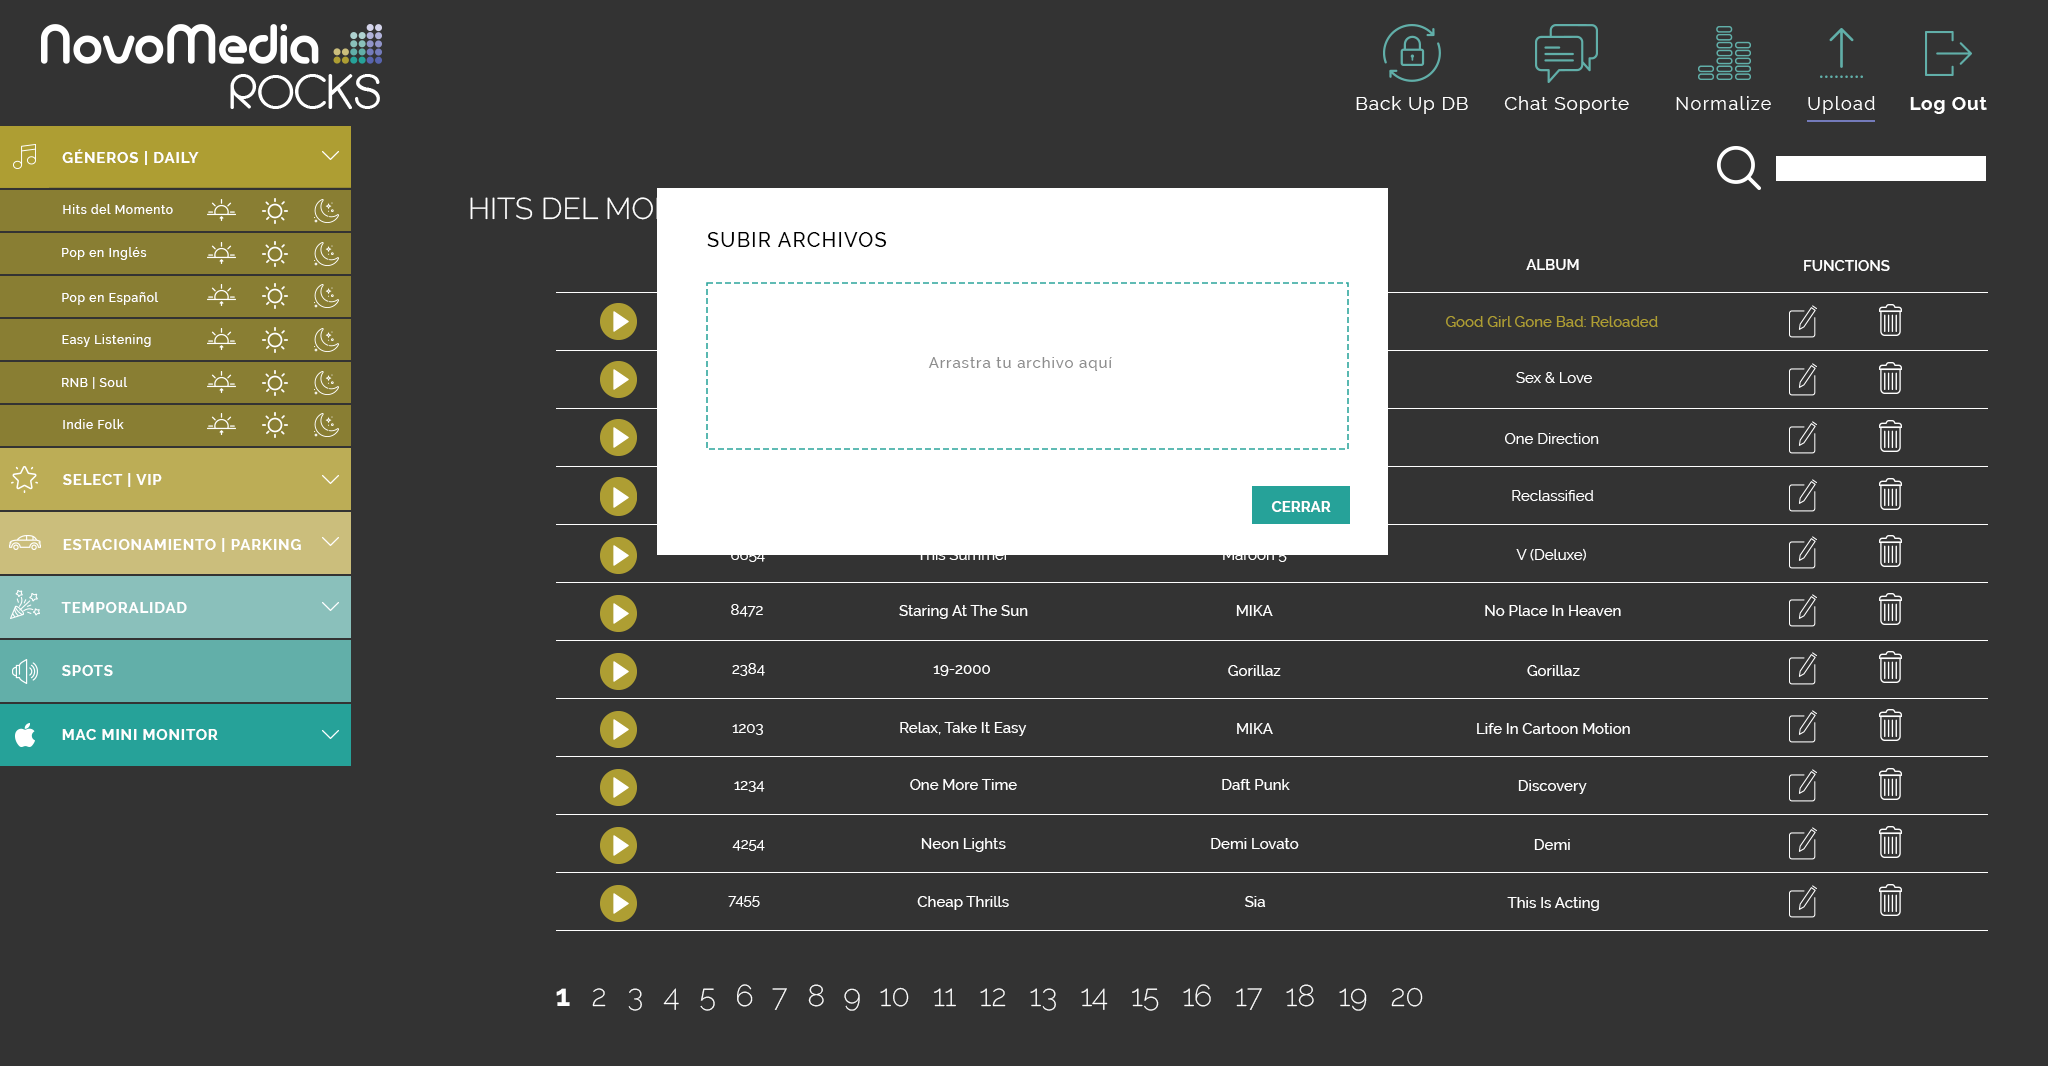 NovoMedia
ROCKS
Back Up DB
Chat Soporte
Normalize
Upload
Log Out
GÉNEROS | DAILY
Hits del Momento
Pop en Inglés
Pop en Español
Easy Listening
RNB | Soul
Indie Folk
SELECT | VIP
ESTACIONAMIENTO | PARKING
TEMPORALIDAD
SPOTS
MAC MINI MONITOR
HITS DEL MO
SUBIR ARCHIVOS
Arrastra tu archivo aquí
CERRAR
ALBUM FUNCTIONS
Good Girl Gone Bad: Reloaded
Sex & Love
One Direction
Reclassified
6654 This Summer Maroon 5 V (Deluxe)
8472 Staring At The Sun MIKA No Place In Heaven
2384 19-2000 Gorillaz Gorillaz
1203 Relax, Take It Easy MIKA Life In Cartoon Motion
1234 One More Time Daft Punk Discovery
4254 Neon Lights Demi Lovato Demi
7455 Cheap Thrills Sia This Is Acting
1 2 3 4 5 6 7 8 9 10 11 12 13 14 15 16 17 18 19 20